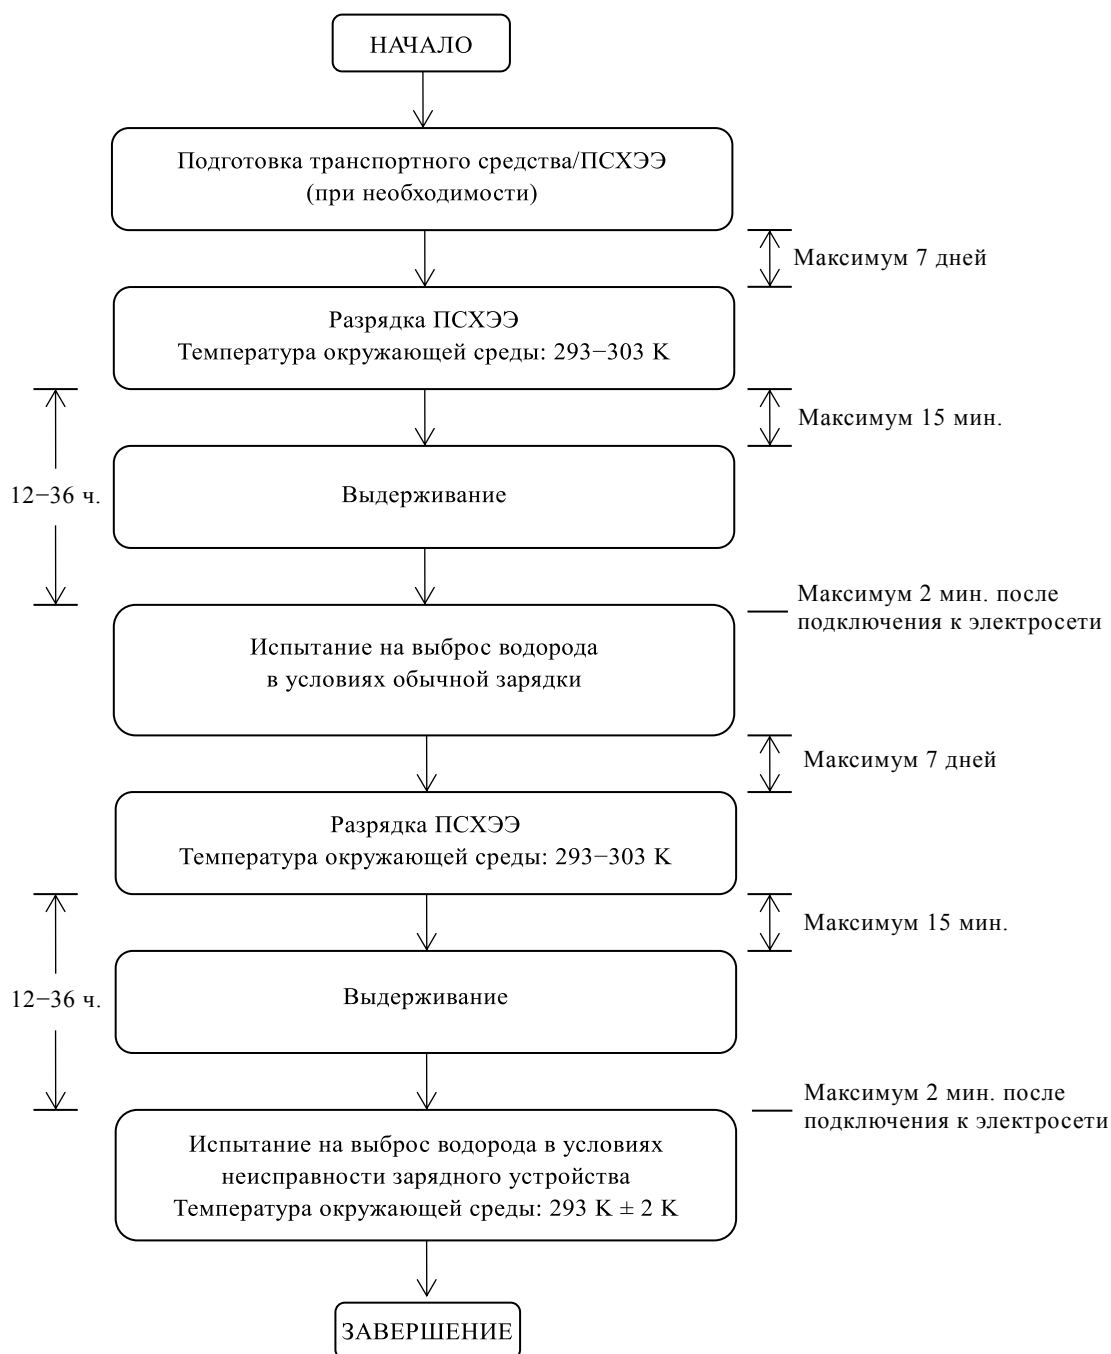 НАЧАЛО
Подготовка транспортного средства/ПСХЭЭ
(при необходимости)
Максимум 7 дней
Разрядка ПСХЭЭ
Температура окружающей среды: 293−303 K
Максимум 15 мин.
12−36 ч.
Выдерживание
Максимум 2 мин. после
подключения к электросети
Испытание на выброс водорода
в условиях обычной зарядки
Максимум 7 дней
Разрядка ПСХЭЭ
Температура окружающей среды: 293−303 K
Максимум 15 мин.
12−36 ч.
Выдерживание
Максимум 2 мин. после
подключения к электросети
Испытание на выброс водорода в условиях
неисправности зарядного устройства
Температура окружающей среды: 293 K ± 2 K
ЗАВЕРШЕНИЕ